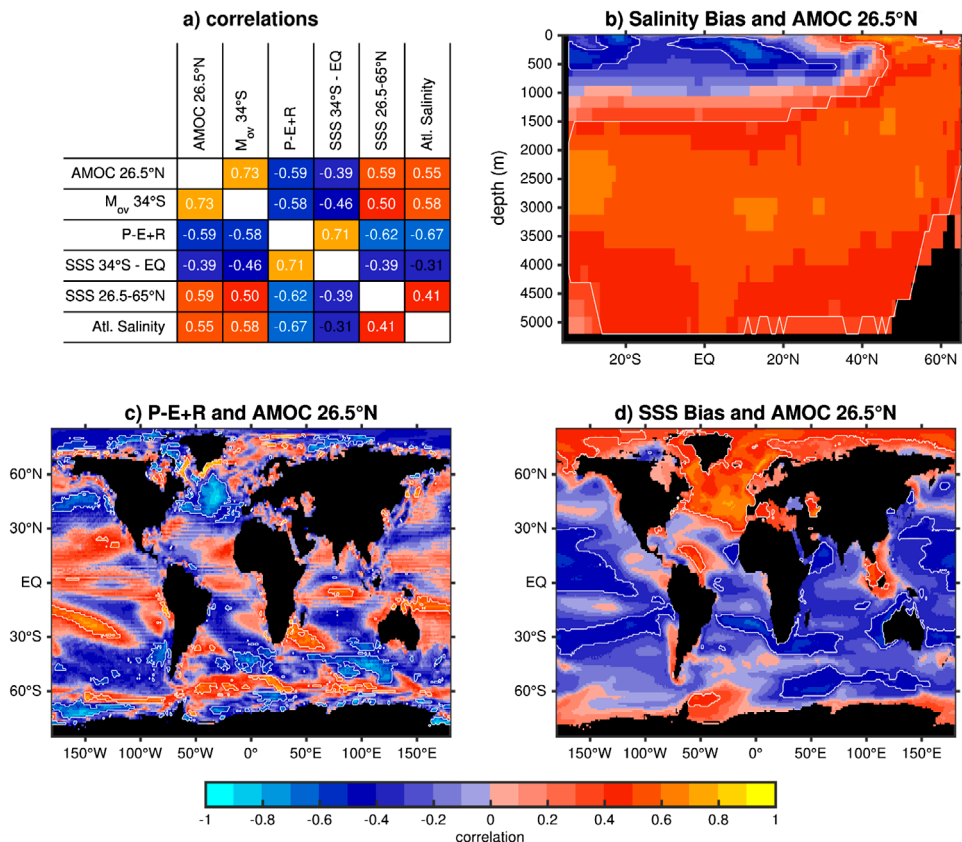 a) correlations
AMOC 26.5°N
Mov 34°S
P-E+R
SSS 34°S - EQ
SSS 26.5-65°N
Atl. Salinity
AMOC 26.5°N 0.73 -0.59 -0.39 0.59 0.55
Mov 34°S 0.73 -0.58 -0.46 0.50 0.58
P-E+R -0.59 -0.58 0.71 -0.62 -0.67
SSS 34°S - EQ -0.39 -0.46 0.71 -0.39 -0.31
SSS 26.5-65°N 0.59 0.50 -0.62 -0.39 0.41
Atl. Salinity 0.55 0.58 -0.67 -0.31 0.41
b) Salinity Bias and AMOC 26.5°N
depth (m)
0
500
1000
1500
2000
2500
3000
3500
4000
4500
5000
20°S EQ 20°N 40°N 60°N
c) P-E+R and AMOC 26.5°N
60°N
30°N
EQ
30°S
60°S
150°W 100°W 50°W 0° 50°E 100°E 150°E
d) SSS Bias and AMOC 26.5°N
60°N
30°N
EQ
30°S
60°S
150°W 100°W 50°W 0° 50°E 100°E 150°E
-1 -0.8 -0.6 -0.4 -0.2 0 0.2 0.4 0.6 0.8 1
correlation